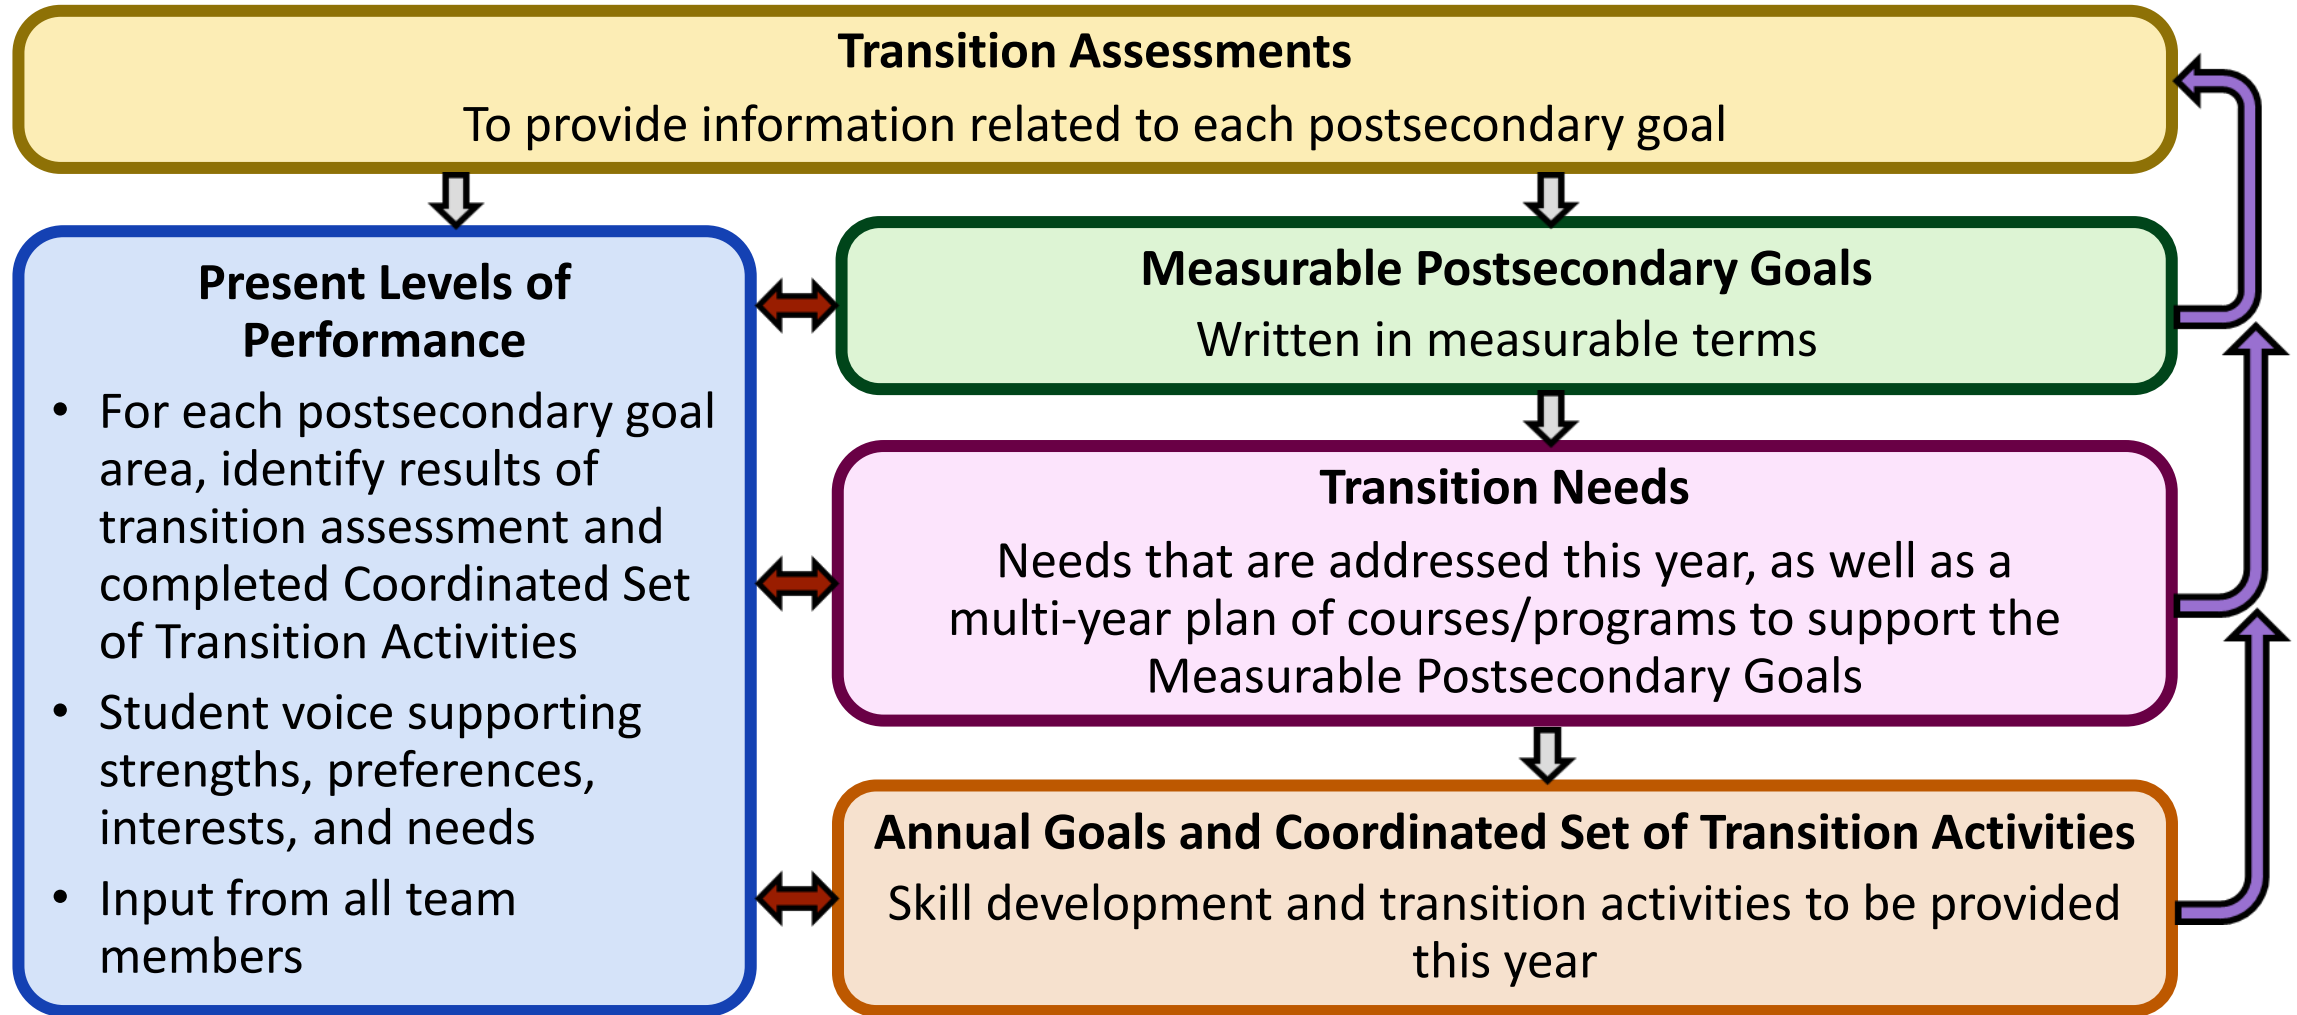 Transition Assessments
To provide information related to each postsecondary goal
Present Levels of
Performance
• For each postsecondary goal
area, identify results of
transition assessment and
completed Coordinated Set
of Transition Activities
• Student voice supporting
strengths, preferences,
interests, and needs
• Input from all team
members
Measurable Postsecondary Goals
Written in measurable terms
Transition Needs
Needs that are addressed this year, as well as a
multi-year plan of courses/programs to support the
Measurable Postsecondary Goals
Annual Goals and Coordinated Set of Transition Activities
Skill development and transition activities to be provided
this year